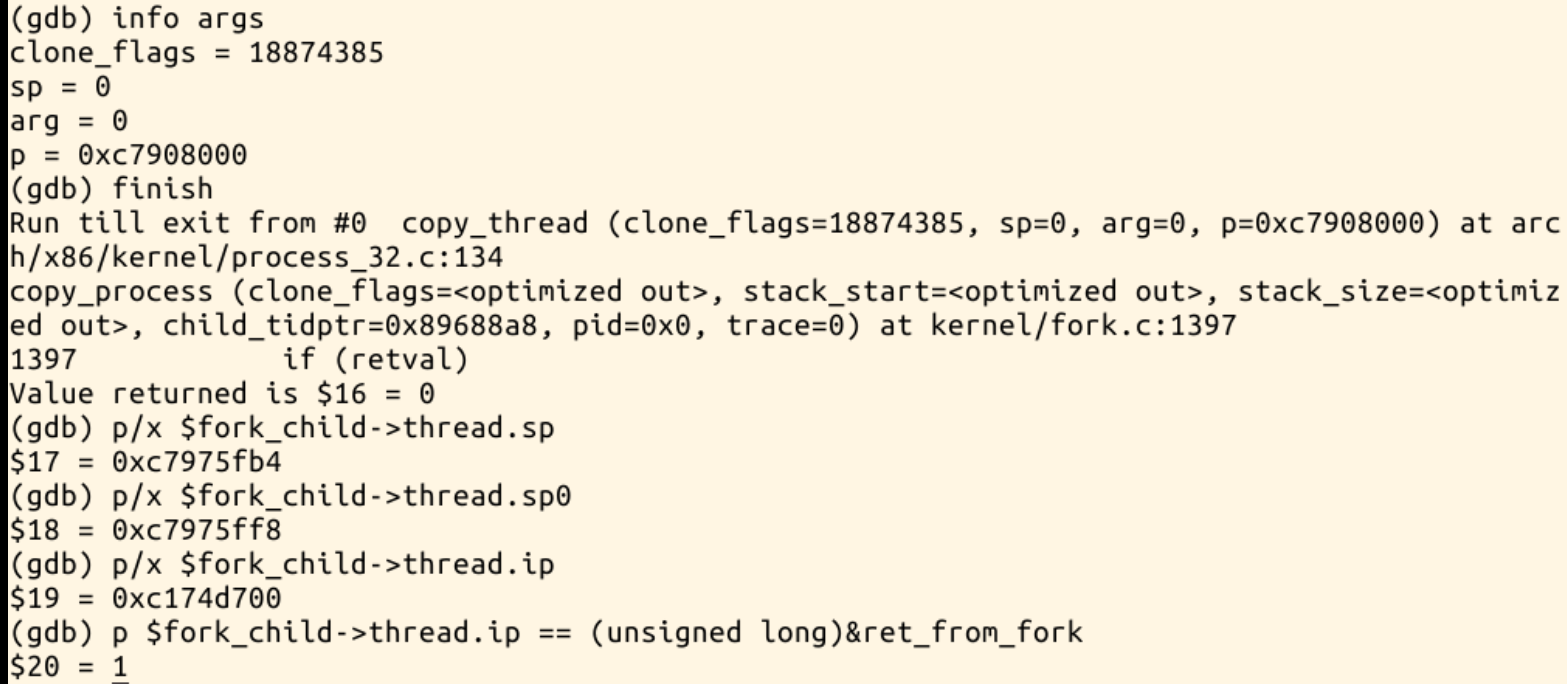 (gdb) info args
clone_flags = 18874385
sp = 0
arg = 0
p = 0xc7908000
(gdb) finish
Run till exit from #0  copy_thread (clone_flags=18874385, sp=0, arg=0, p=0xc7908000) at arc
h/x86/kernel/process_32.c:134
copy_process (clone_flags=<optimized out>, stack_start=<optimized out>, stack_size=<optimiz
ed out>, child_tidptr=0x89688a8, pid=0x0, trace=0) at kernel/fork.c:1397
1397            if (retval)
Value returned is $16 = 0
(gdb) p/x $fork_child->thread.sp
$17 = 0xc7975fb4
(gdb) p/x $fork_child->thread.sp0
$18 = 0xc7975ff8
(gdb) p/x $fork_child->thread.ip
$19 = 0xc174d700
(gdb) p $fork_child->thread.ip == (unsigned long)&ret_from_fork
$20 = 1